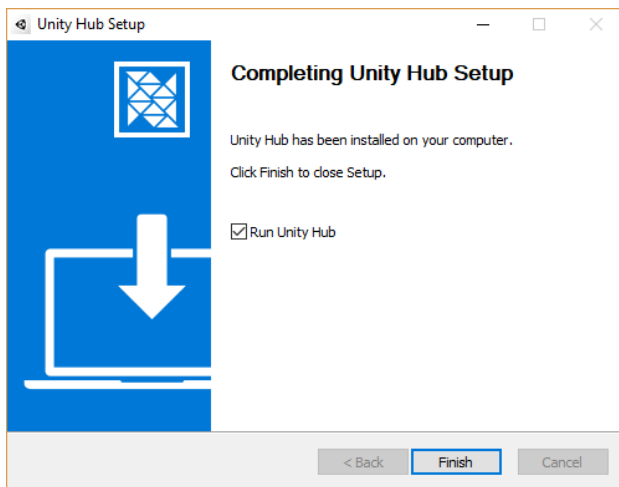 Unity Hub Setup
Completing Unity Hub Setup
Unity Hub has been installed on your computer.
Click Finish to close Setup.
Run Unity Hub
< Back
Finish
Cancel